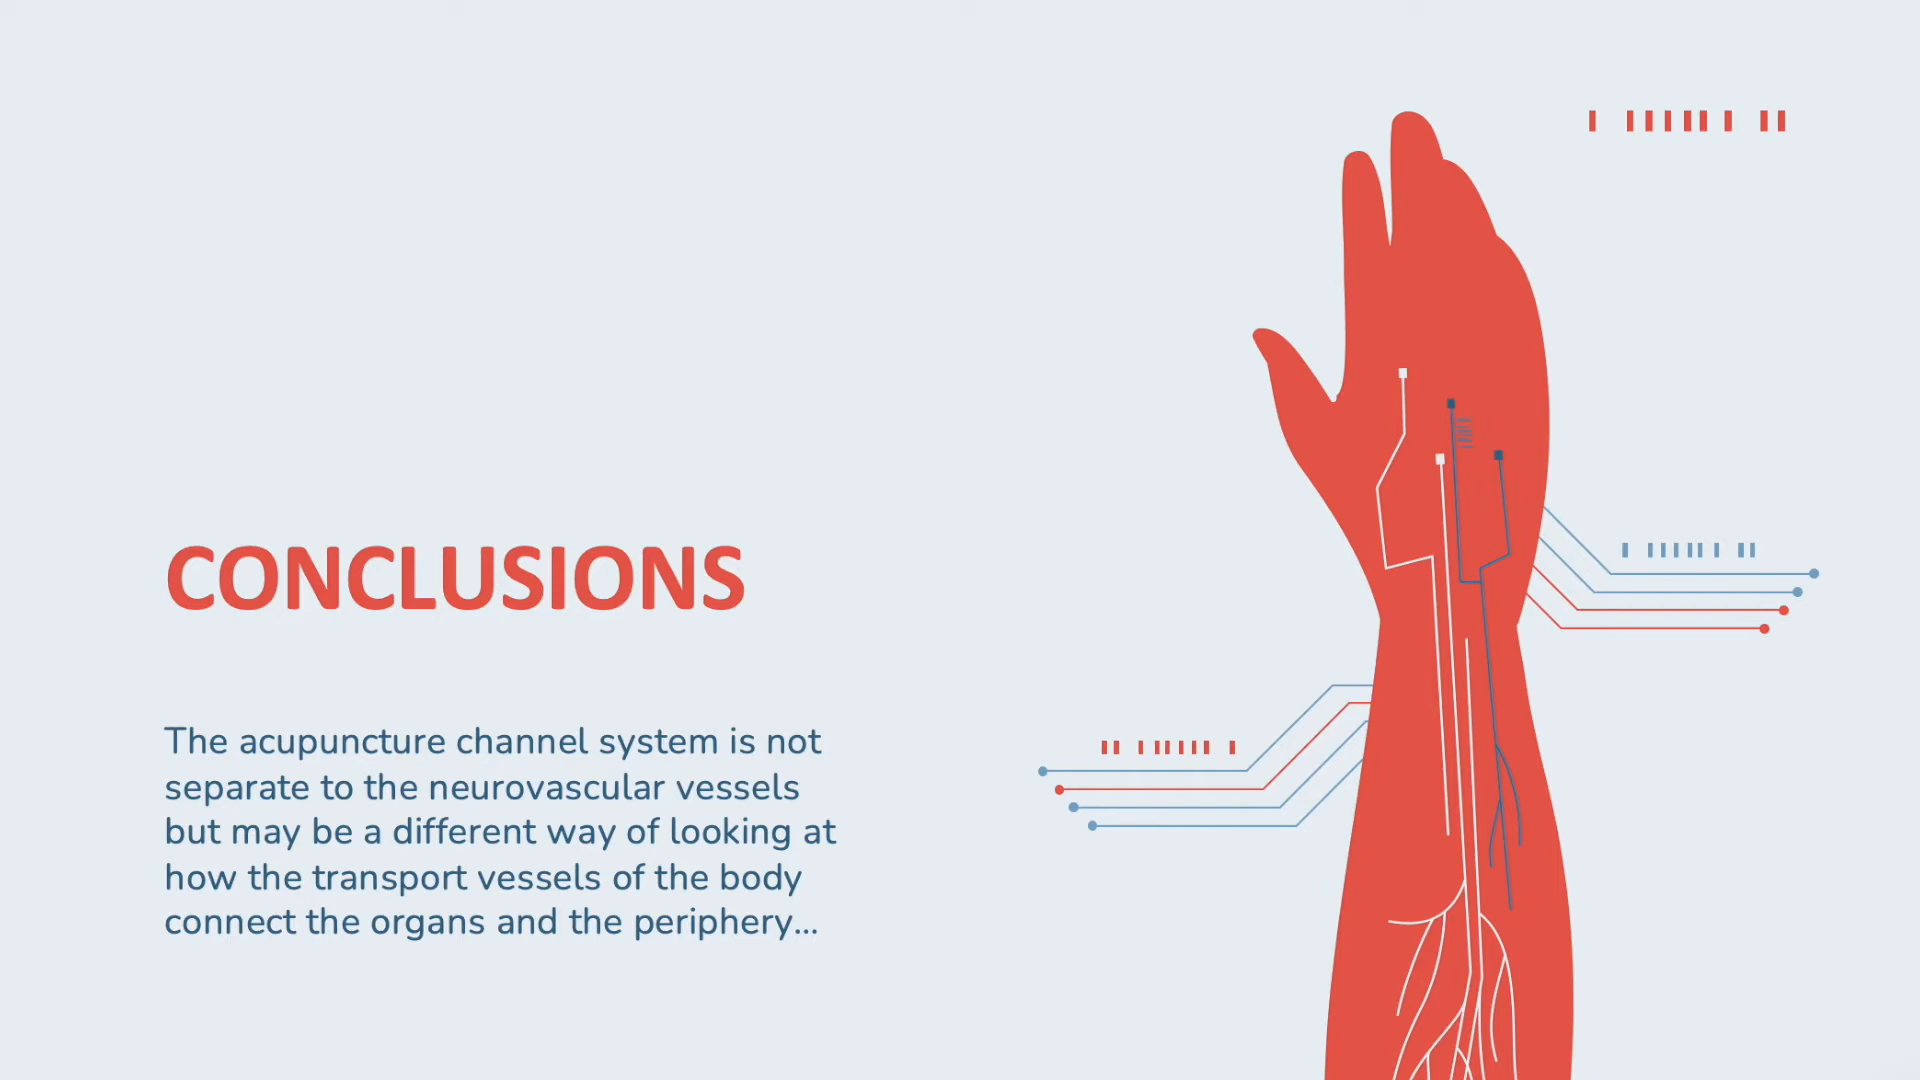 CONCLUSIONS
The acupuncture channel system is not
separate to the neurovascular vessels
but may be a different way of looking at
how the transport vessels of the body
connect the organs and the periphery...